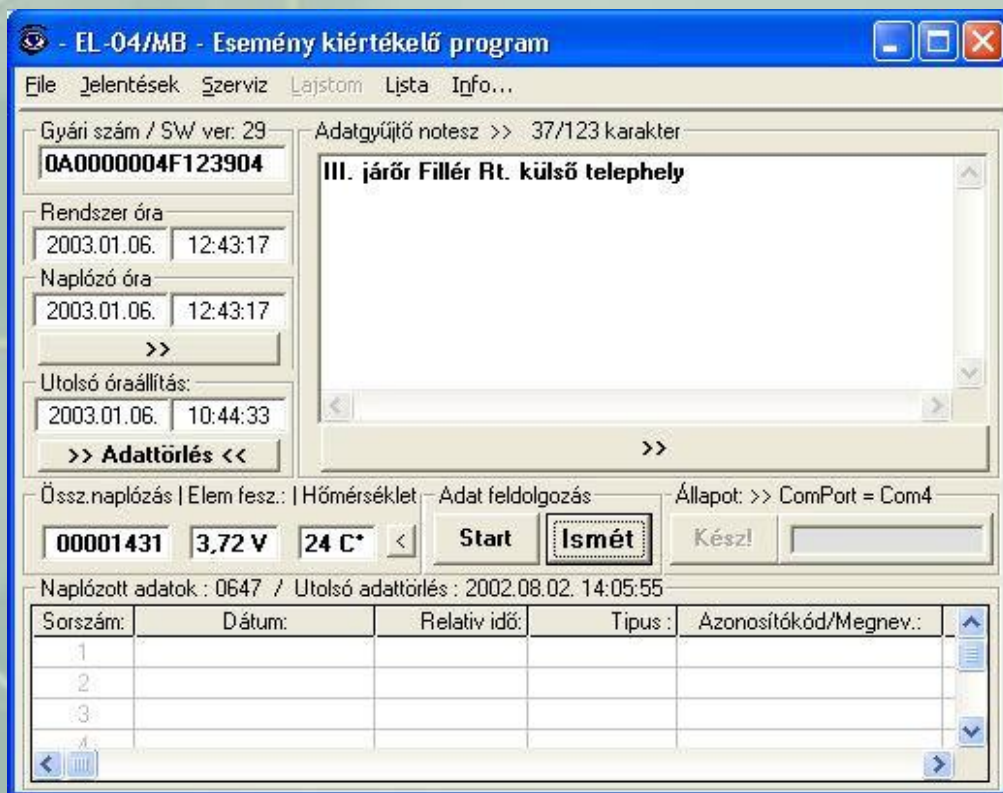 - EL-04/MB - Esemény kiértékelő program
File Jelentések Szerviz Lajstom Lista Info...
Gyári szám / SW ver: 29
0A0000004F123904
Adatgyűjtő notesz >> 37/123 karakter
III. járőr Fillér Rt. külső telephely
Rendszer óra
2003.01.06. 12:43:17
Naplózó óra
2003.01.06. 12:43:17
>>
Utolsó óraállítás:
2003.01.06. 10:44:33
>> Adattörlés <<
>>
Össz.naplózás | Elem fesz.: | Hőmérséklet
00001431 3,72 V 24 C° <
Adat feldolgozás
Start Ismét
Állapot: >> ComPort = Com4
Kész!
Naplózott adatok : 0647 / Utolsó adattörlés : 2002.08.02. 14:05:55
Sorszám: Dátum: Relativ idő: Tipus : Azonosítókód/Megnev.:
1
2
3
4